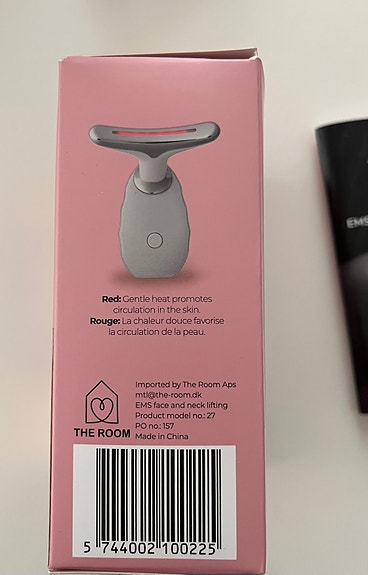 Red: Gentle heat promotes
circulation in the skin.
Rouge: La chaleur douce favorise
la circulation de la peau.
Imported by The Room Aps
mtl@the-room.dk
EMS face and neck lifting
Product model no.: 27
PO no.: 157
Made in China
THE ROOM
5 744002 100225
EMS